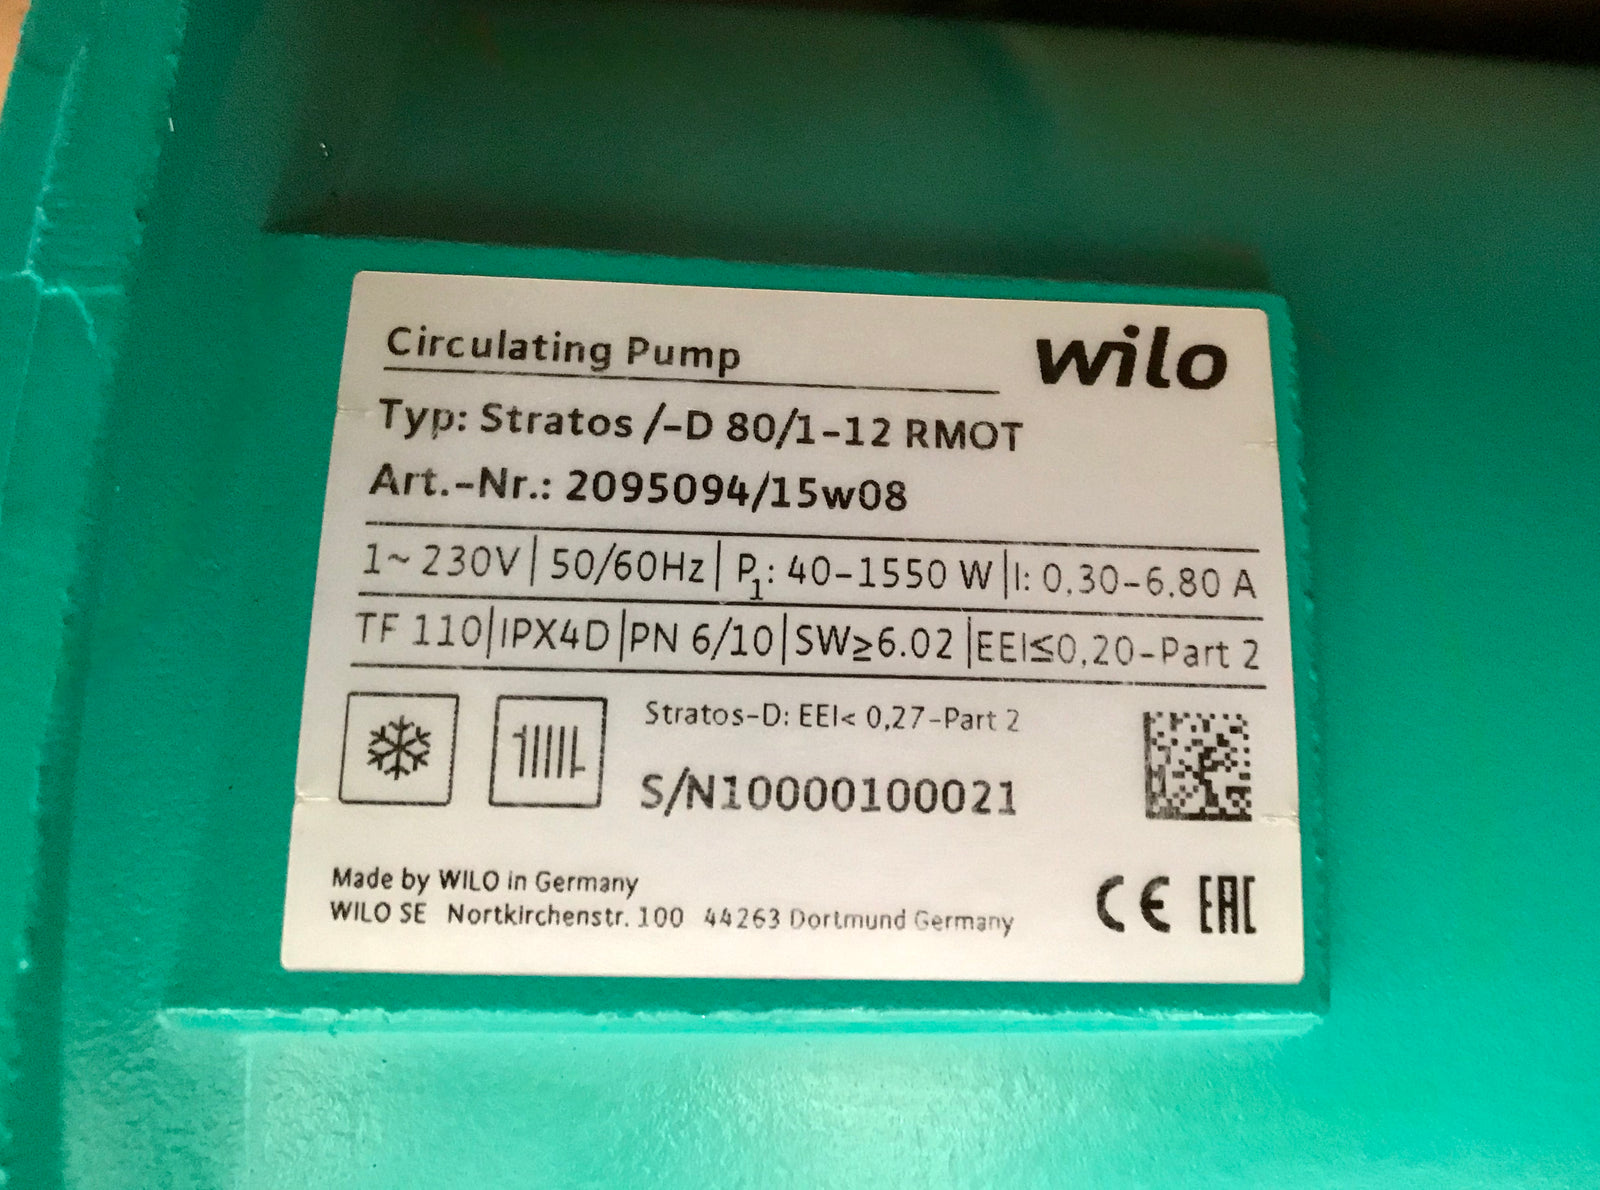 Circulating Pump
wilo
Typ: Stratos /-D 80/1-12 RMOT
Art.-Nr.: 2095094/15w08
1~ 230V | 50/60Hz | P1: 40-1550 W | I: 0,30-6.80 A
TF 110 | IPX4D | PN 6/10 | SW≥6.02 | EEI≤0,20-Part 2
Stratos-D: EEI< 0,27-Part 2
S/N10000100021
Made by WILO in Germany
WILO SE Nortkirchenstr. 100 44263 Dortmund Germany
CE EAC